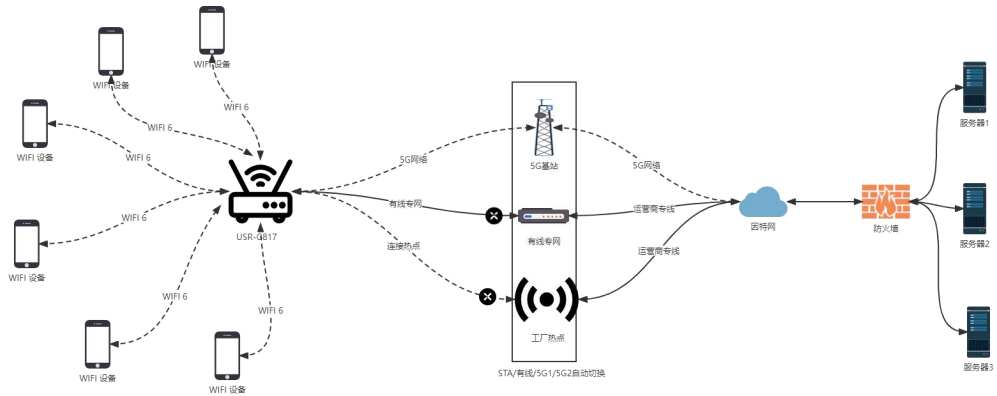 WIFI 设备
WIFI 设备
WIFI 设备
WIFI 设备
WIFI 设备
WIFI 设备
WIFI 6
WIFI 6
WIFI 6
WIFI 6
WIFI 6
WIFI 6
USR-G817
5G网络
有线专网
连接热点
5G基站
有线专网
工厂热点
STA/有线/5G1/5G2自动切换
5G网络
运营商专线
运营商专线
因特网
防火墙
服务器1
服务器2
服务器3